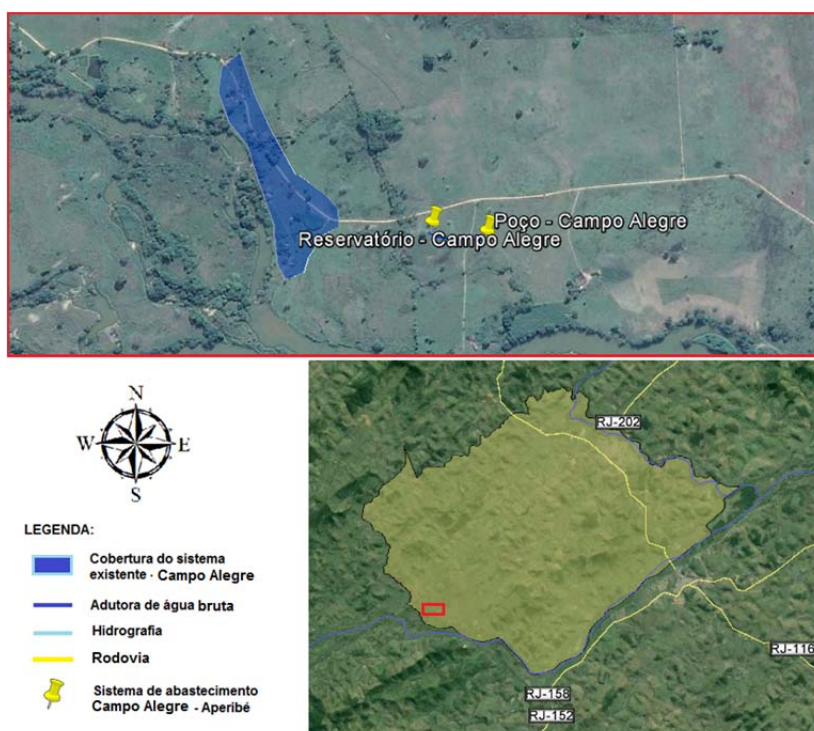 Poço - Campo Alegre
Reservatório - Campo Alegre
N
W E
S
LEGENDA:
Cobertura do sistema
existente · Campo Alegre
Adutora de água bruta
Hidrografia
Rodovia
Sistema de abastecimento
Campo Alegre - Aperibé
RJ-202
RJ-116
RJ-158
RJ-152